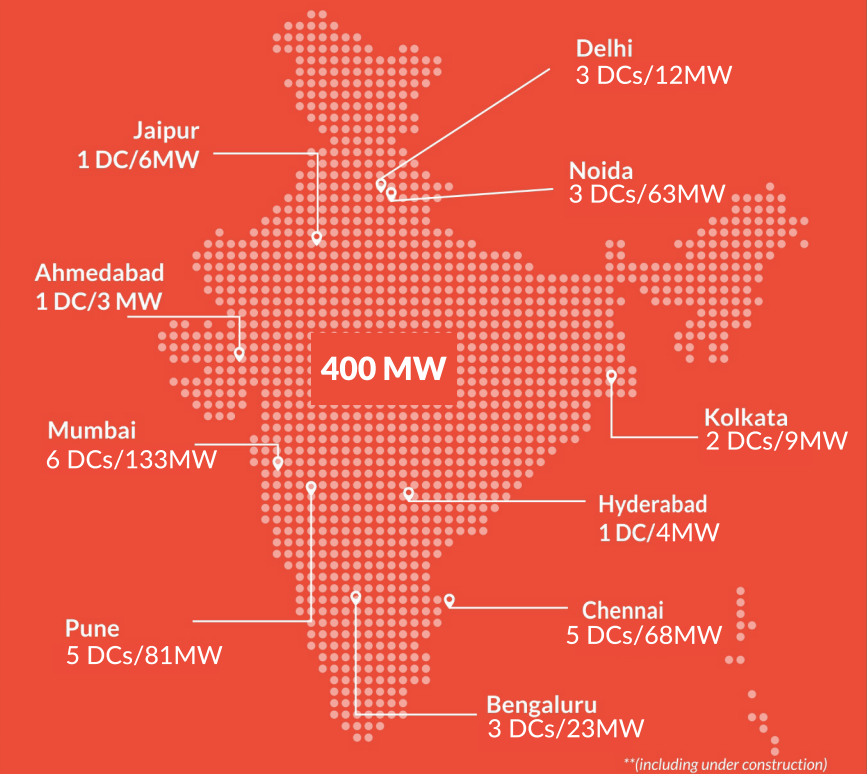 Delhi
3 DCs/12MW
Jaipur
1 DC/6MW
Noida
3 DCs/63MW
Ahmedabad
1 DC/3 MW
400 MW
Kolkata
2 DCs/9MW
Mumbai
6 DCs/133MW
Hyderabad
1 DC/4MW
Chennai
5 DCs/68MW
Pune
5 DCs/81MW
Bengaluru
3 DCs/23MW
**(including under construction)